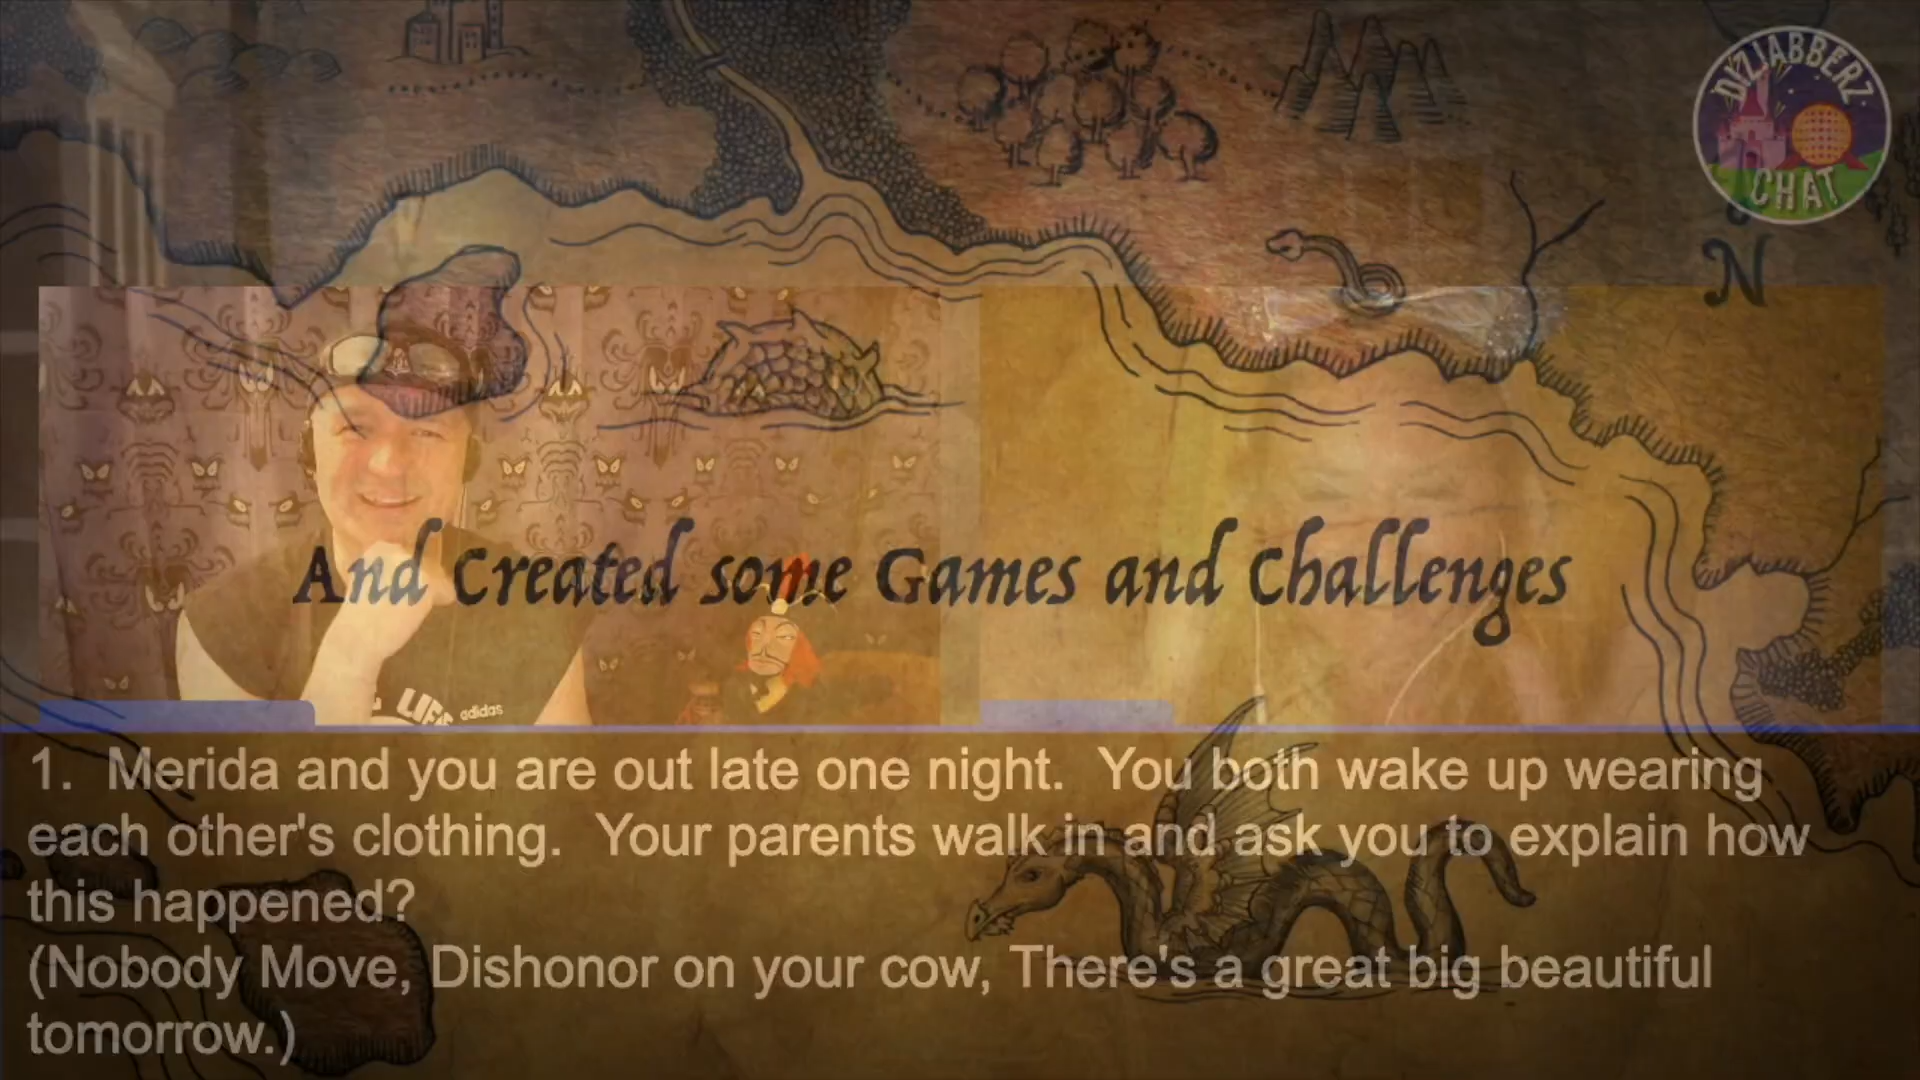 DIZJABBERZ
CHAT
N
And Created some Games and Challenges
LIFE adidas
1. Merida and you are out late one night. You both wake up wearing
each other's clothing. Your parents walk in and ask you to explain how
this happened?
(Nobody Move, Dishonor on your cow, There's a great big beautiful
tomorrow.)